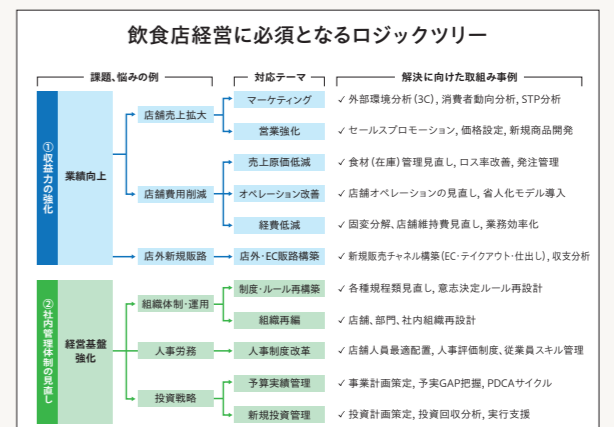 飲食店経営に必須となるロジックツリー
課題、悩みの例
対応テーマ
解決に向けた取組み事例
①収益力の強化
業績向上
店舗売上拡大
マーケティング
✓ 外部環境分析(3C), 消費者動向分析, STP分析
営業強化
✓ セールスプロモーション, 価格設定, 新規商品開発
店舗費用削減
売上原価低減
✓ 食材(在庫)管理見直し, ロス率改善, 発注管理
オペレーション改善
✓ 店舗オペレーションの見直し, 省人化モデル導入
経費低減
✓ 固変分解、店舗維持費見直し, 業務効率化
店外新規販路
店外・EC販路構築
✓ 新規販売チャネル構築(EC・テイクアウト・仕出し), 収支分析
②社内管理体制の見直し
経営基盤
強化
組織体制・運用
制度・ルール再構築
✓ 各種規程類見直し, 意志決定ルール再設計
組織再編
✓ 店舗、部門、社内組織再設計
人事労務
人事制度改革
✓ 店舗人員最適配置, 人事評価制度、従業員スキル管理
投資戦略
予算実績管理
✓ 事業計画策定, 予実GAP把握, PDCAサイクル
新規投資管理
✓ 投資計画策定, 投資回収分析, 実行支援